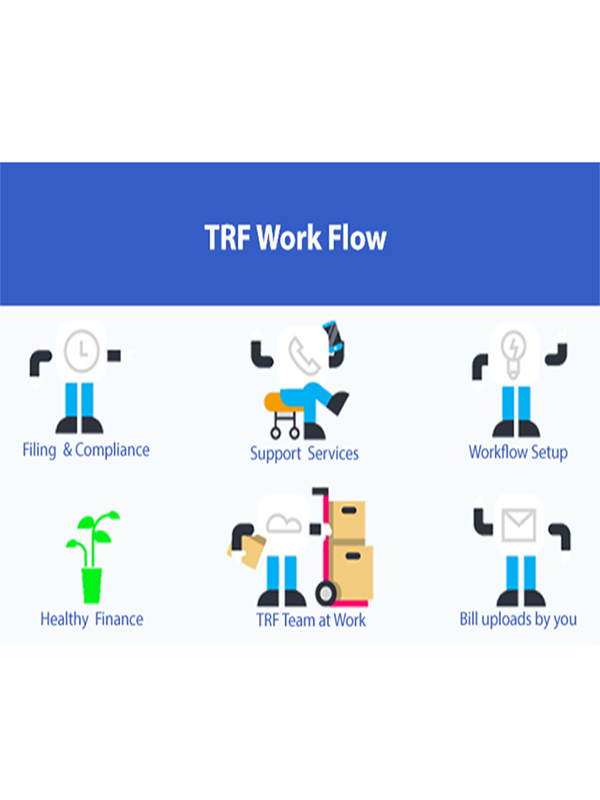 TRF Work Flow
Filing & Compliance
Support Services
Workflow Setup
Healthy Finance
TRF Team at Work
Bill uploads by you